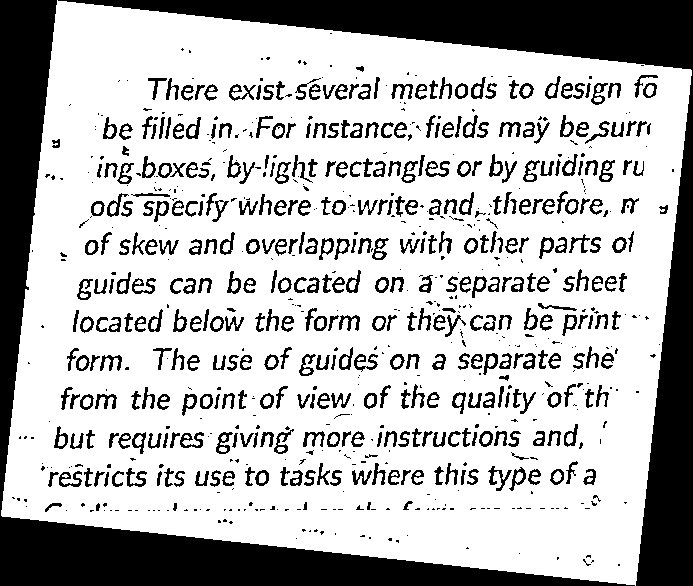 There exist several methods to design fo
be filled in. For instance, fields may be surr
ing boxes, by light rectangles or by guiding ru
ods specify where to write and, therefore, m
of skew and overlapping with other parts of
guides can be located on a separate sheet
located below the form or they can be print
form. The use of guides on a separate she
from the point of view of the quality of th
but requires giving more instructions and,
restricts its use to tasks where this type of a